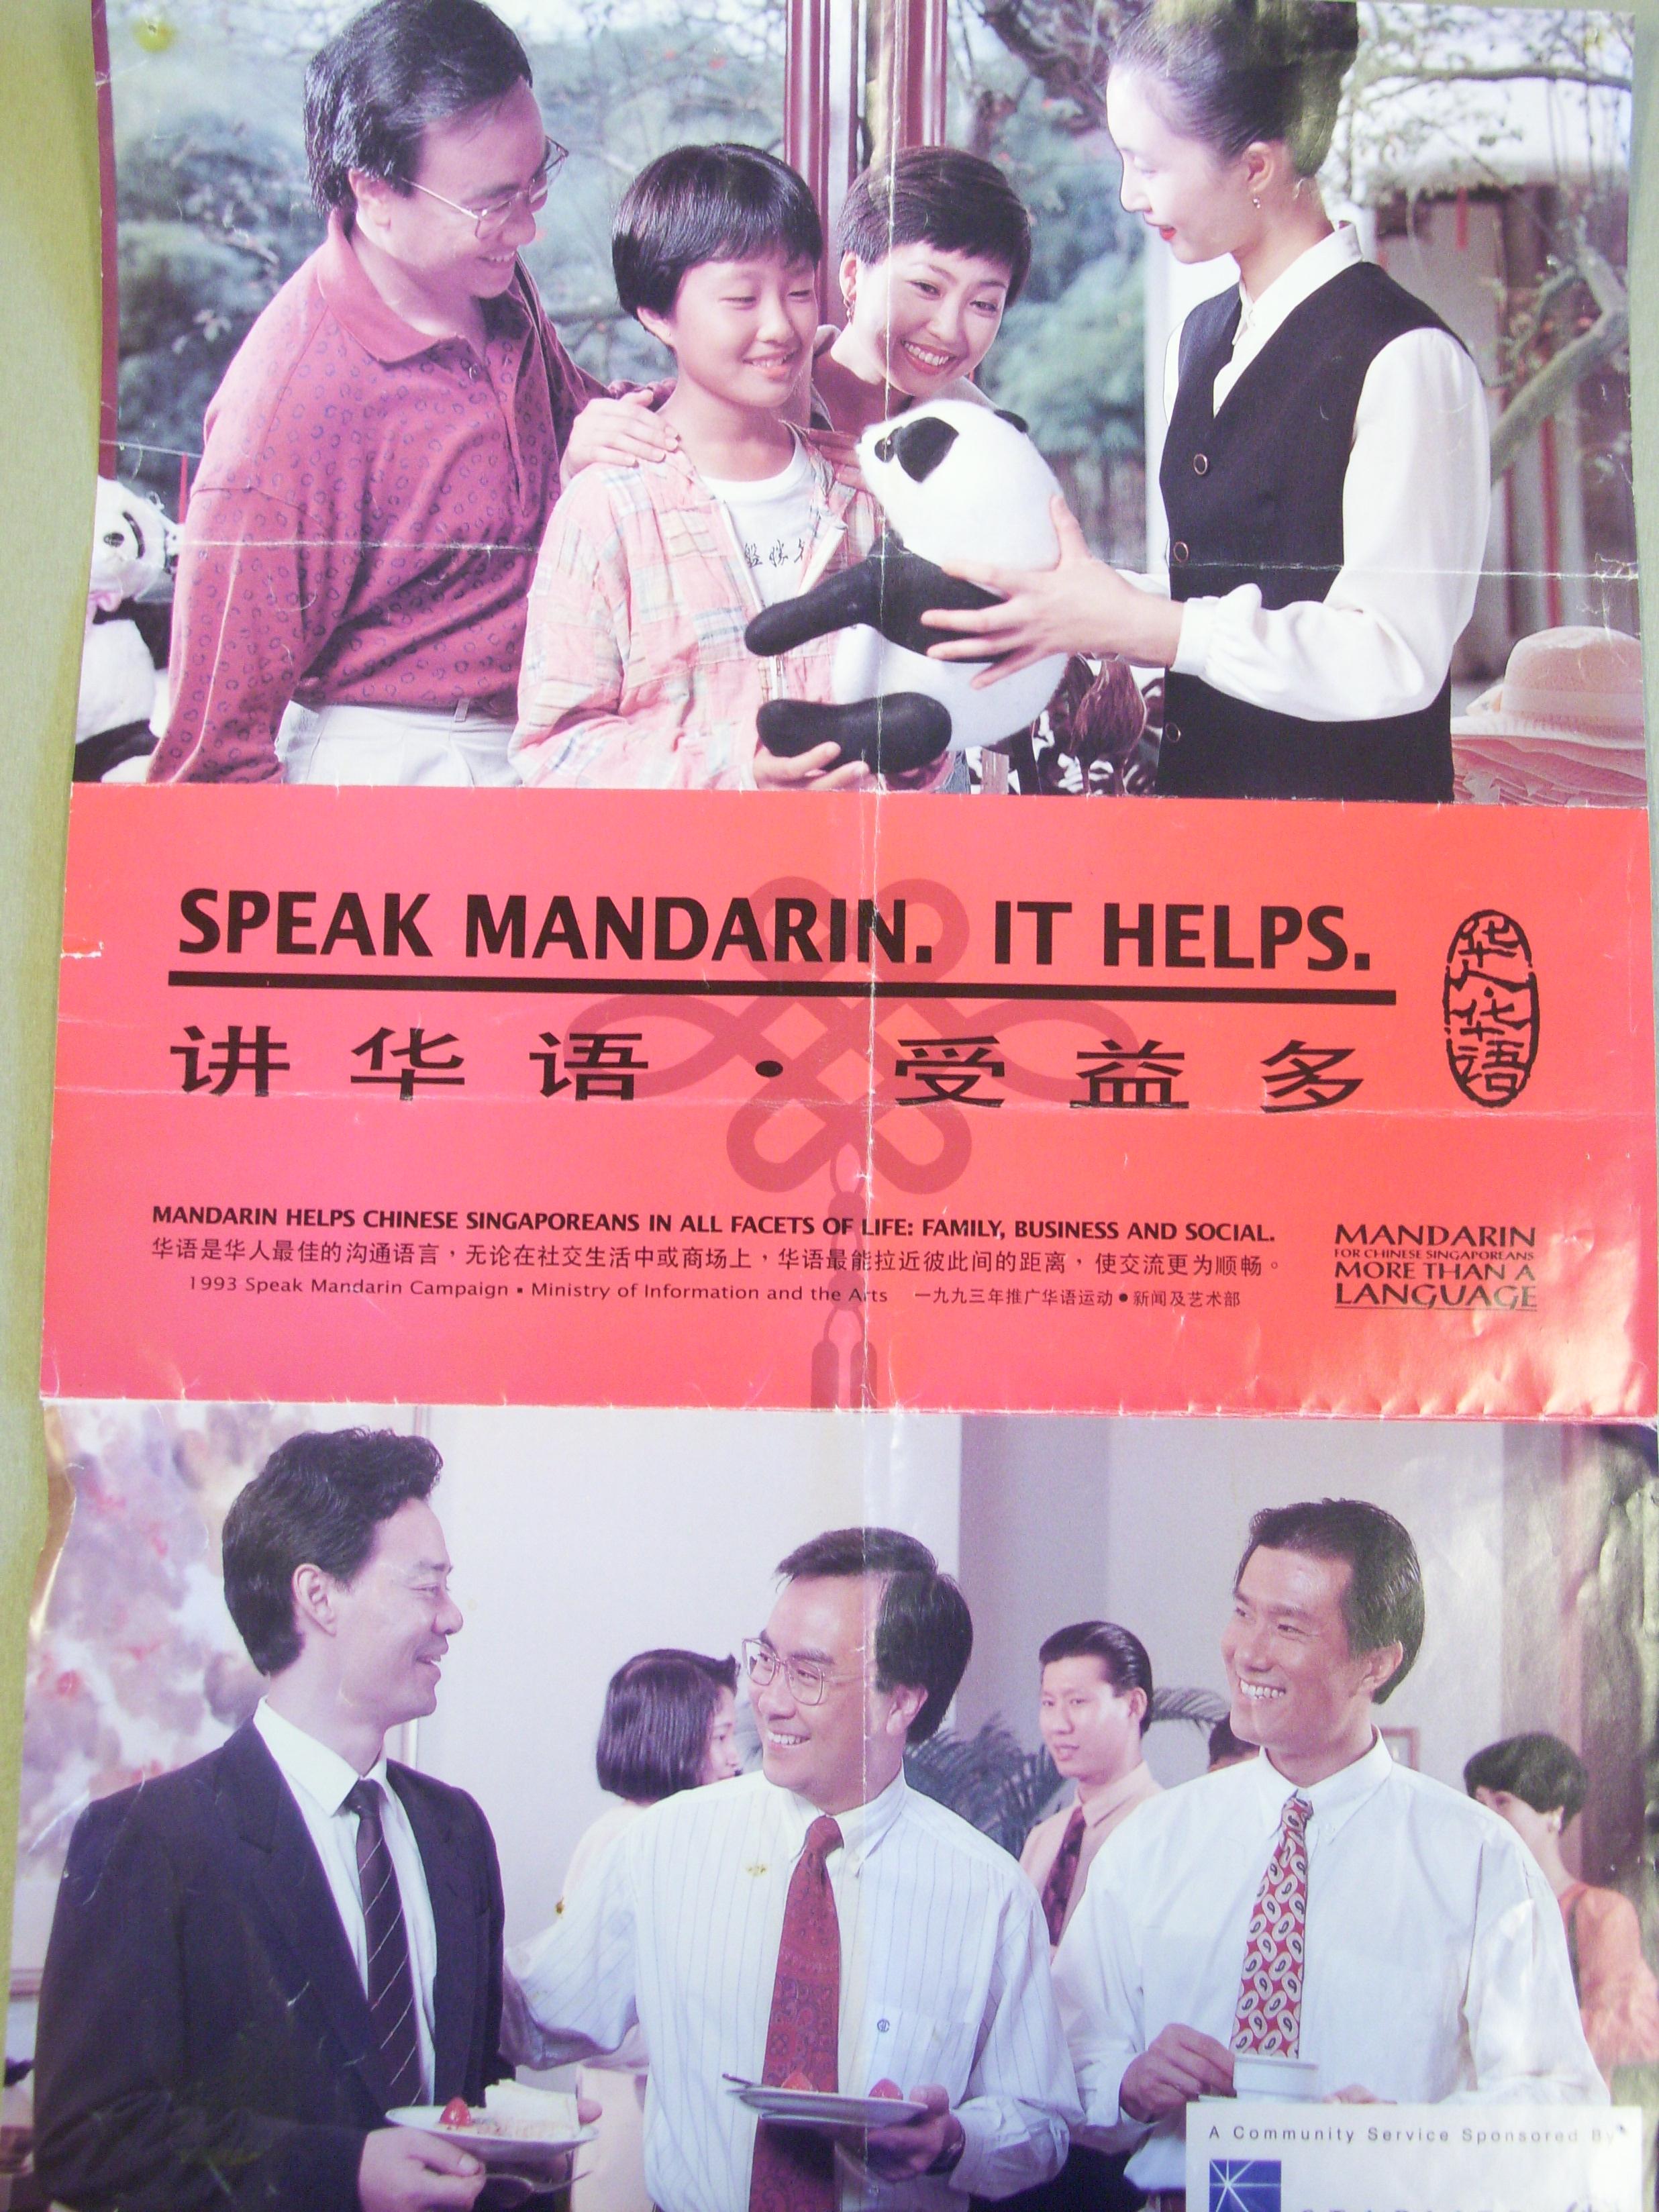 盤勝
SPEAK MANDARIN. IT HELPS.
讲华语・受益多
华人华语
MANDARIN HELPS CHINESE SINGAPOREANS IN ALL FACETS OF LIFE: FAMILY, BUSINESS AND SOCIAL.
华语是华人最佳的沟通语言，无论在社交生活中或商场上，华语最能拉近彼此间的距离，使交流更为顺畅。
1993 Speak Mandarin Campaign ▪ Ministry of Information and the Arts 一九九三年推广华语运动●新闻及艺术部
MANDARIN
FOR CHINESE SINGAPOREANS
MORE THAN A
LANGUAGE
A Community Service Sponsored By